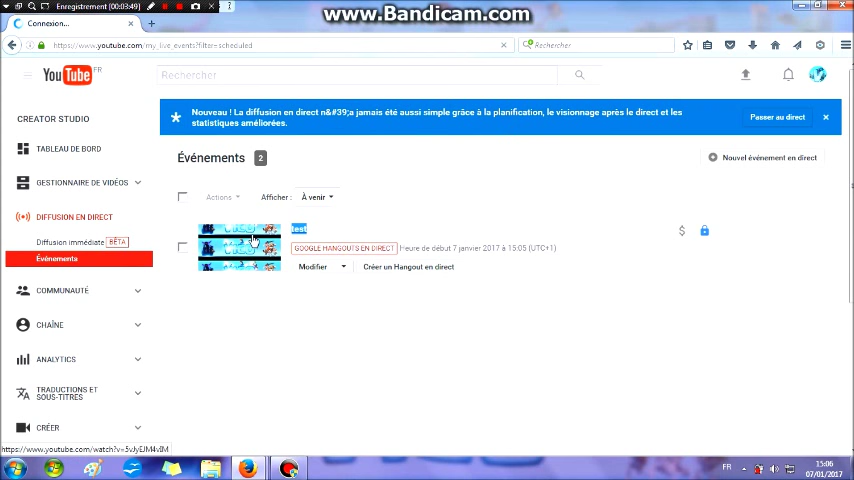 www.Bandicam.com
Enregistrement (00:03:49)
Connexion...
https://www.youtube.com/my_live_events?filter=scheduled
Rechercher
YouTube FR
Rechercher
CREATOR STUDIO
Nouveau ! La diffusion en direct n&#39;a jamais été aussi simple grâce à la planification, le visionnage après le direct et les
statistiques améliorées.
Passer au direct
TABLEAU DE BORD
Événements 2
Nouvel événement en direct
GESTIONNAIRE DE VIDÉOS
Actions
Afficher :
À venir
DIFFUSION EN DIRECT
test
Diffusion immédiate BÊTA
GOOGLE HANGOUTS EN DIRECT Heure de début 7 janvier 2017 à 15:05 (UTC+1)
Événements
Modifier
Créer un Hangout en direct
COMMUNAUTÉ
CHAÎNE
ANALYTICS
TRADUCTIONS ET
SOUS-TITRES
CRÉER
FR
15:06
07/01/2017